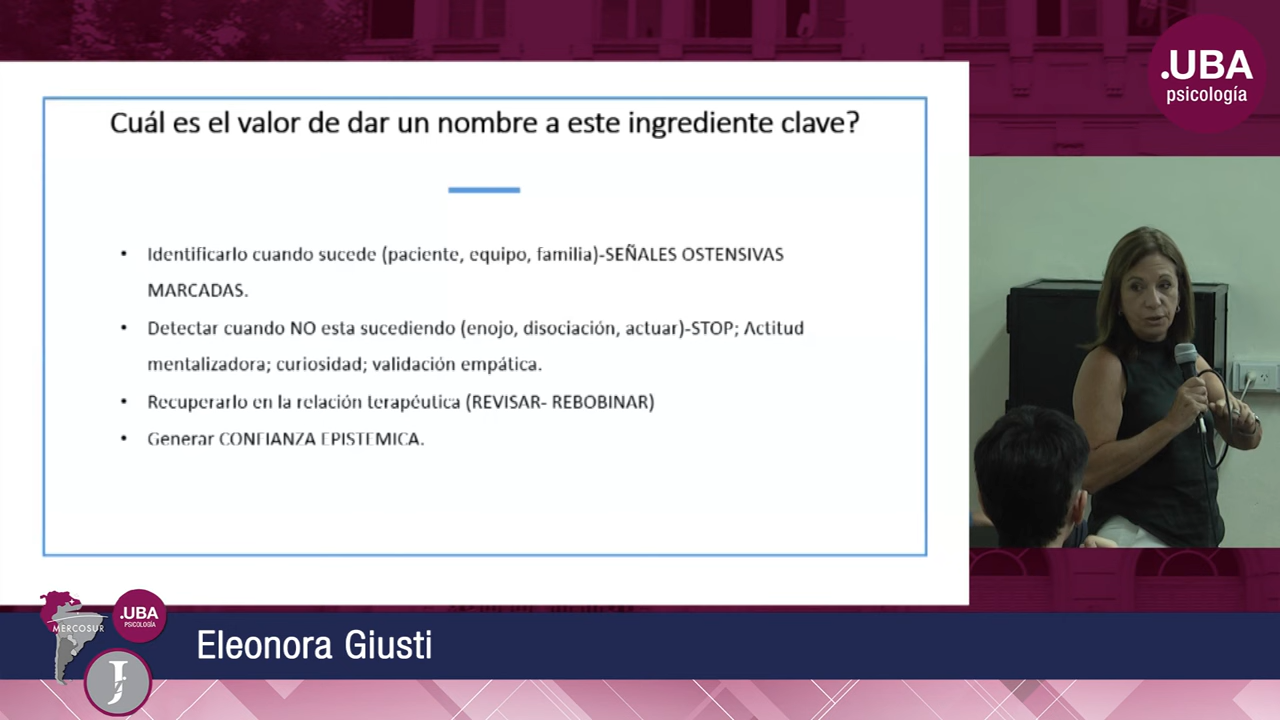 .UBA
psicología
Cuál es el valor de dar un nombre a este ingrediente clave?
• Identificarlo cuando sucede (paciente, equipo, familia)-SEÑALES OSTENSIVAS
MARCADAS.
• Detectar cuando NO esta sucediendo (enojo, disociación, actuar)-STOP; Actitud
mentalizadora; curiosidad; validación empática.
• Recuperarlo en la relación terapéutica (REVISAR- REBOBINAR)
• Generar CONFIANZA EPISTEMICA.
MERCOSUR
.UBA
PSICOLOGÍA
J
Eleonora Giusti